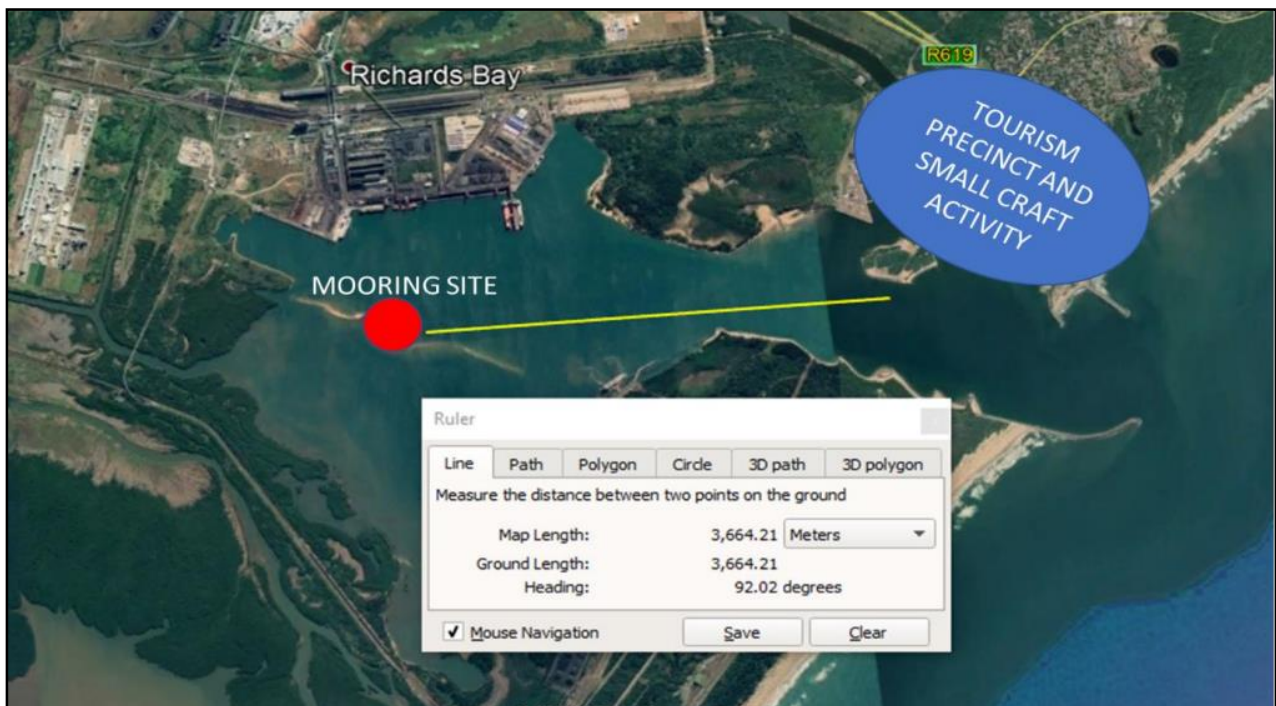 R619
Richards Bay
TOURISM
PRECINCT AND
SMALL CRAFT
ACTIVITY
MOORING SITE
Ruler
Line Path Polygon Circle 3D path 3D polygon
Measure the distance between two points on the ground
Map Length: 3,664.21 Meters
Ground Length: 3,664.21
Heading: 92.02 degrees
Mouse Navigation Save Clear